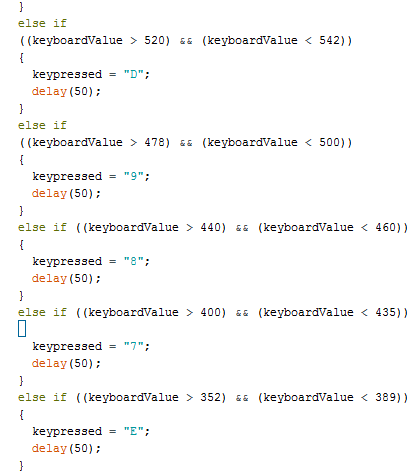 }
else if
((keyboardValue > 520) && (keyboardValue < 542))
{
keypressed = "D";
delay(50);
}
else if
((keyboardValue > 478) && (keyboardValue < 500))
{
keypressed = "9";
delay(50);
}
else if ((keyboardValue > 440) && (keyboardValue < 460))
{
keypressed = "8";
delay(50);
}
else if ((keyboardValue > 400) && (keyboardValue < 435))
keypressed = "7";
delay(50);
}
else if ((keyboardValue > 352) && (keyboardValue < 389))
{
keypressed = "E";
delay(50);
}